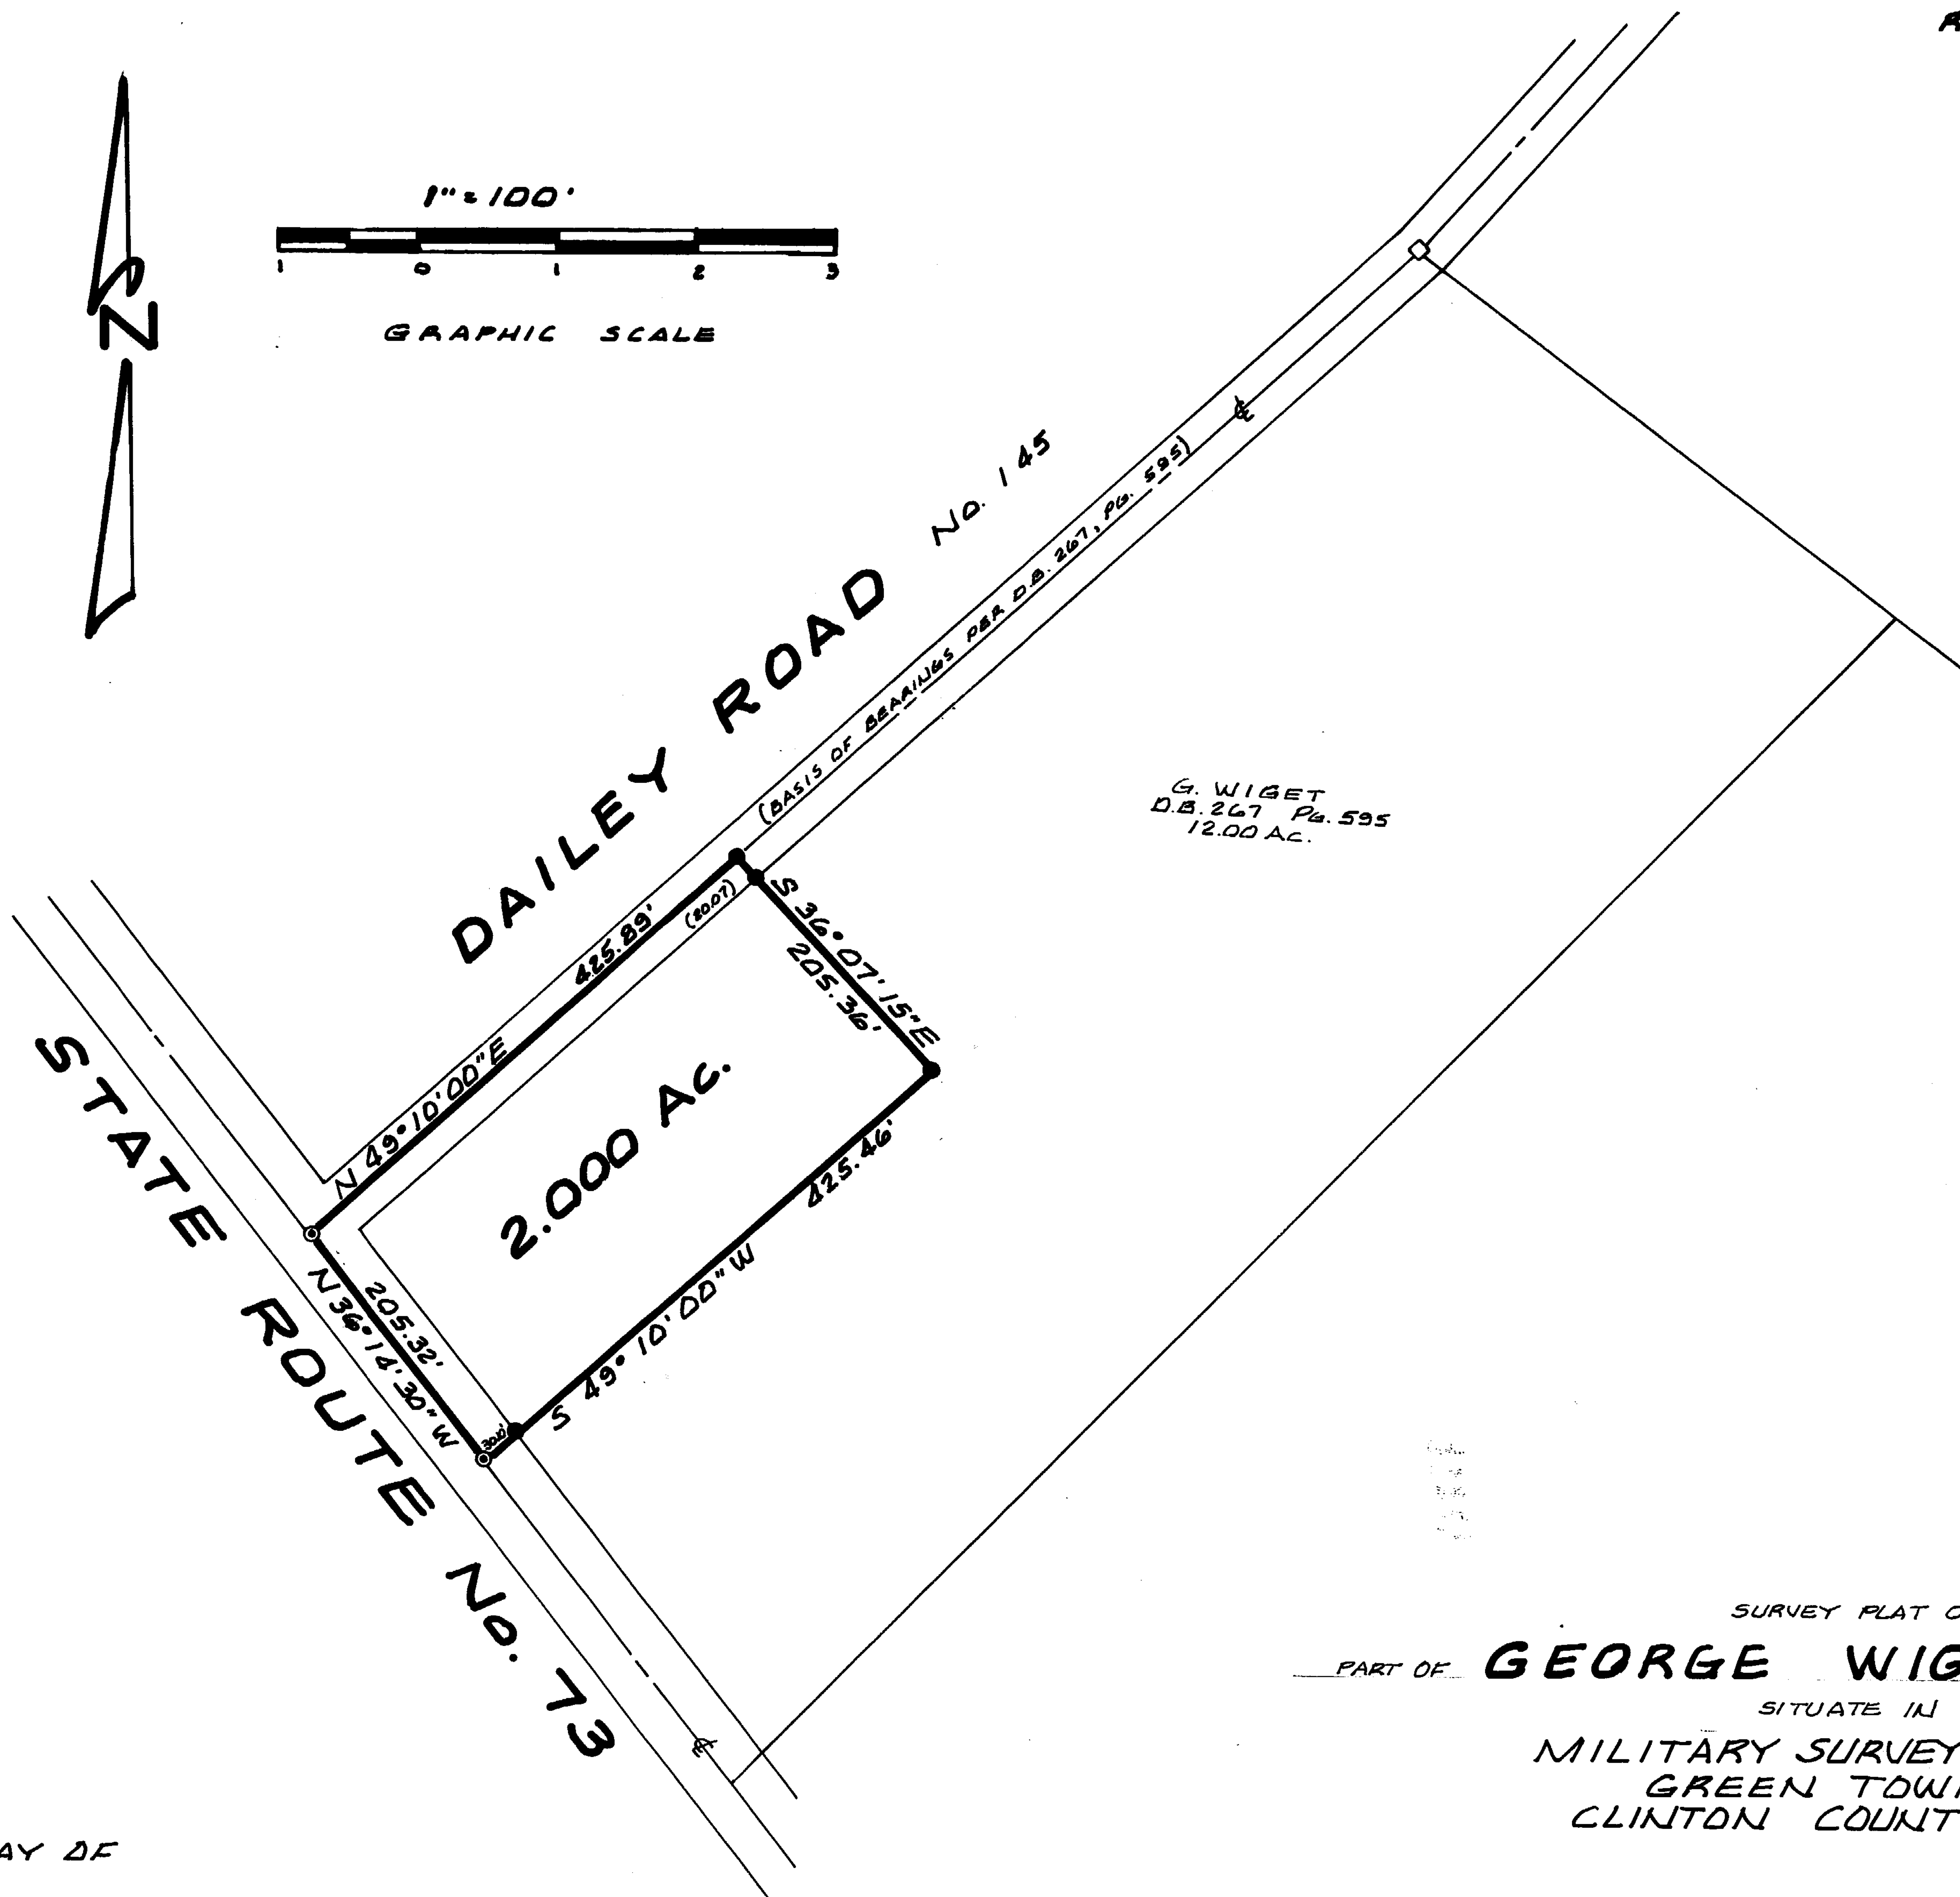 1" = 100'
1 0 1 2 3
GRAPHIC SCALE
N
DAILEY ROAD No. 145
(BASIS OF BEARINGS PER D.B. 267, PG. 595)
G. WIGET
D.B. 267 PG. 595
12.00 AC.
N 49° 10' 00" E 425.89'
(20.07)
S 36° 07' 15" E
205.36'
2.000 Ac.
425.46'
S 49° 10' 00" W
205.32'
N 36° 14' 30" W
STATE ROUTE No. 73
SURVEY PLAT
PART OF GEORGE WIG
SITUATE IN
MILITARY SURVEY
GREEN TOWN
CLINTON COUNT
AY OF